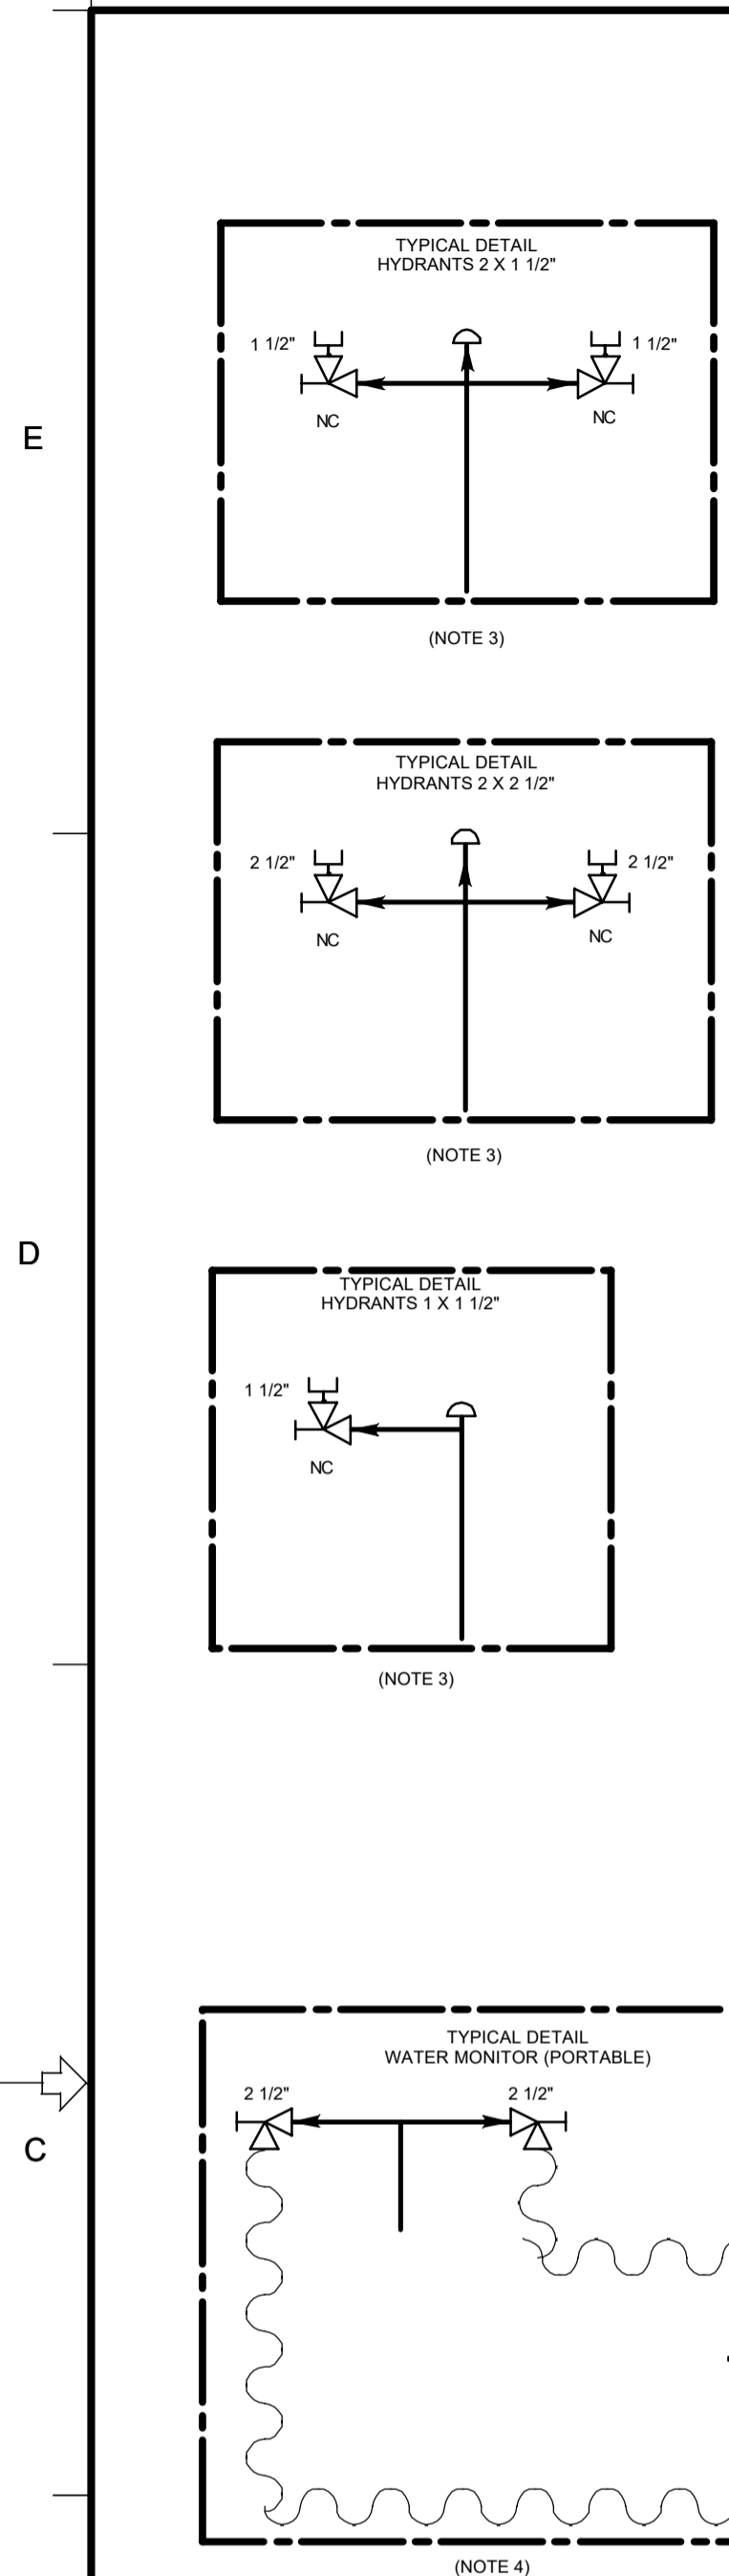 TYPICAL DETAIL
HYDRANTS 2 X 1 1/2"
1 1/2"
1 1/2"
NC
NC
E
(NOTE 3)
TYPICAL DETAIL
HYDRANTS 2 X 2 1/2"
2 1/2"
2 1/2"
NC
NC
(NOTE 3)
D
TYPICAL DETAIL
HYDRANTS 1 X 1 1/2"
1 1/2"
NC
(NOTE 3)
TYPICAL DETAIL
WATER MONITOR (PORTABLE)
2 1/2"
2 1/2"
C
(NOTE 4)